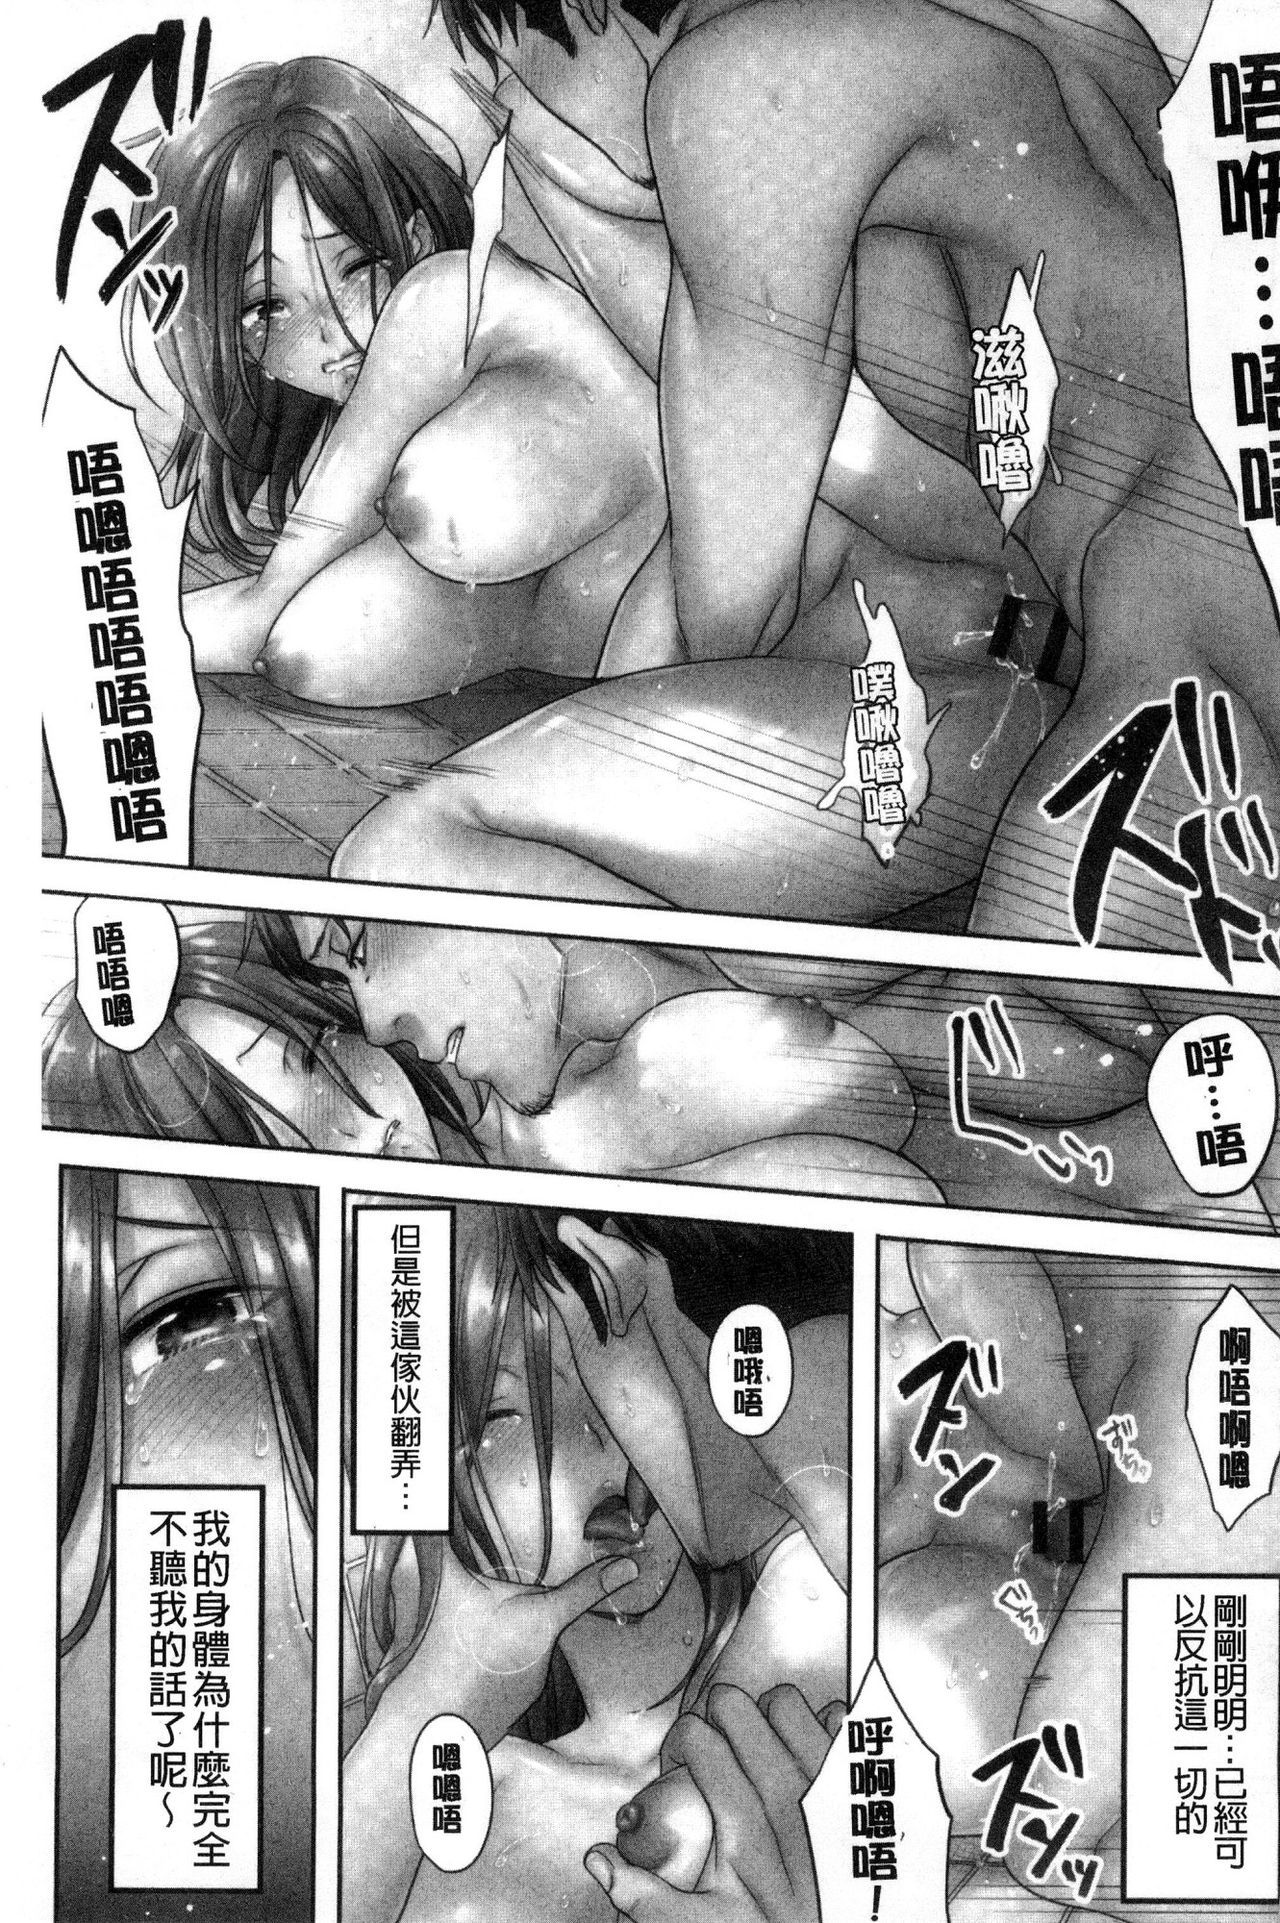 唔咿…唔唔
滋啾嚕
噗啾嚕嚕
ズンッ
唔嗯唔唔唔嗯唔
ズンッ
呼…唔
唔唔嗯
啊唔啊嗯
ズン
剛剛明明…已經可
以反抗這一切的
ズンッ
呼啊嗯唔！
嗯哦唔
但是被這傢伙翻弄…
嗯嗯唔
我的身體為什麼完全
不聽我的話了呢～